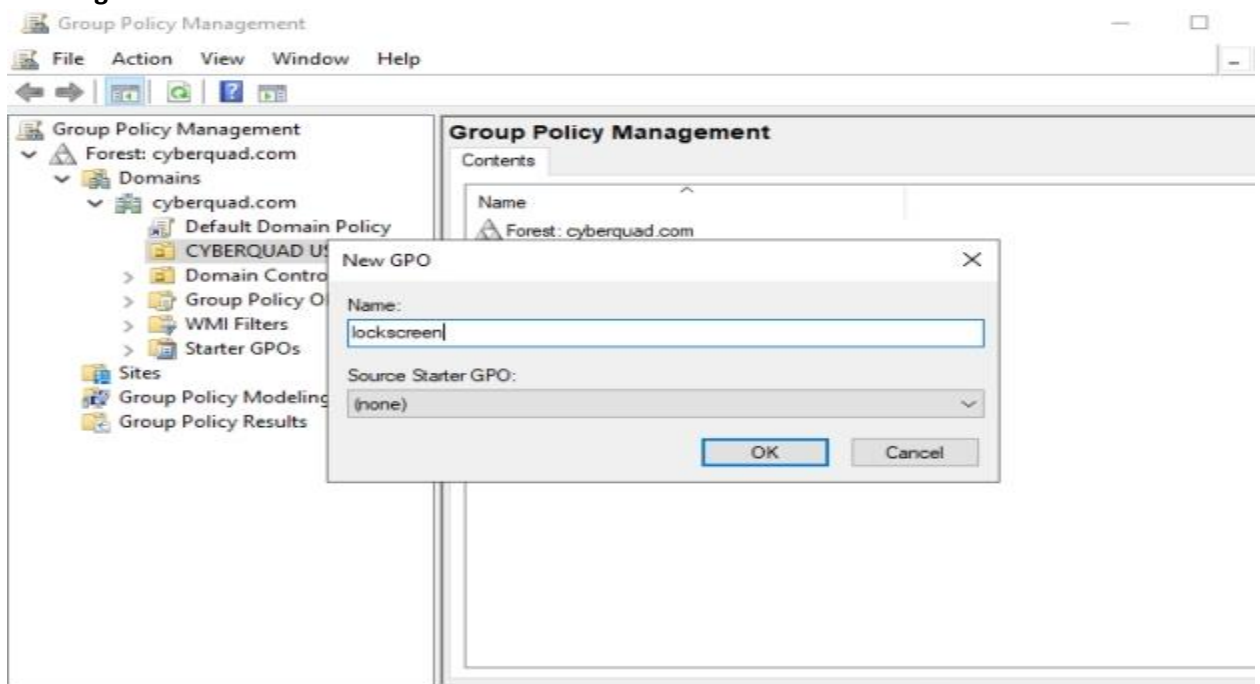 Group Policy Management
File Action View Window Help
Group Policy Management
Forest: cyberquad.com
Domains
cyberquad.com
Default Domain Policy
CYBERQUAD US
Domain Contro
Group Policy O
WMI Filters
Starter GPOs
Sites
Group Policy Modeling
Group Policy Results
Group Policy Management
Contents
Name
Forest: cyberquad.com
New GPO
Name:
lockscreen
Source Starter GPO:
(none)
OK Cancel